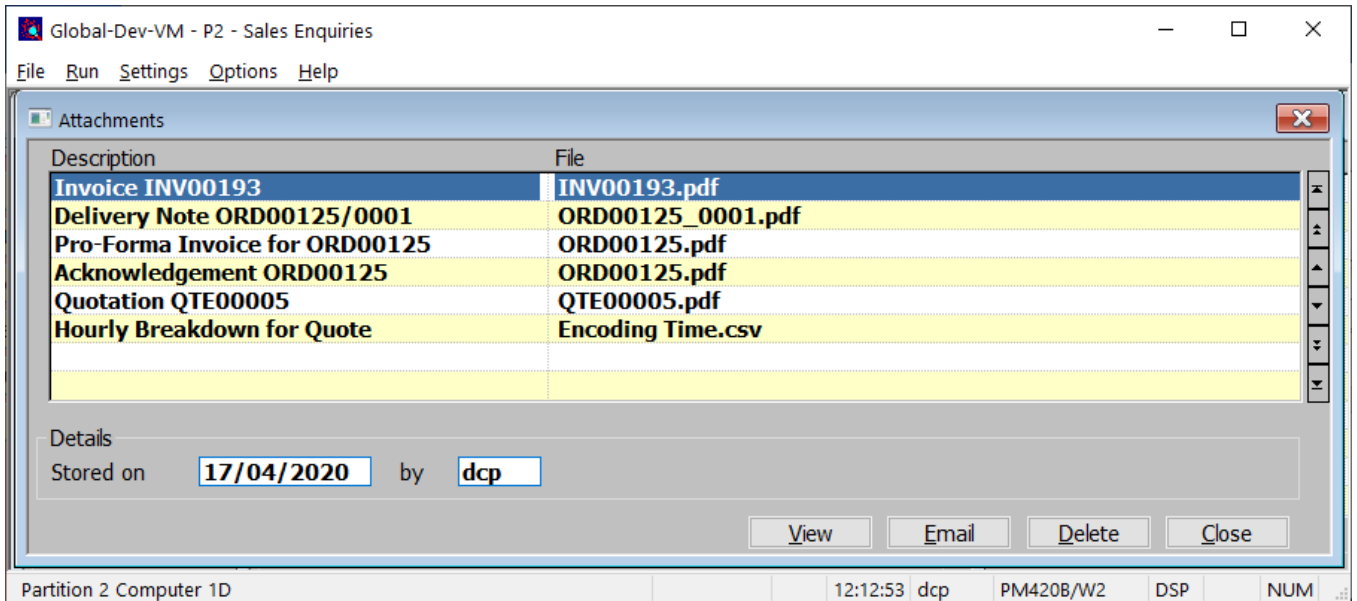 Global-Dev-VM - P2 - Sales Enquiries
File Run Settings Options Help
Attachments
Description File
Invoice INV00193 INV00193.pdf
Delivery Note ORD00125/0001 ORD00125_0001.pdf
Pro-Forma Invoice for ORD00125 ORD00125.pdf
Acknowledgement ORD00125 ORD00125.pdf
Quotation QTE00005 QTE00005.pdf
Hourly Breakdown for Quote Encoding Time.csv
Details
Stored on 17/04/2020 by dcp
View Email Delete Close
Partition 2 Computer 1D 12:12:53 dcp PM420B/W2 DSP NUM